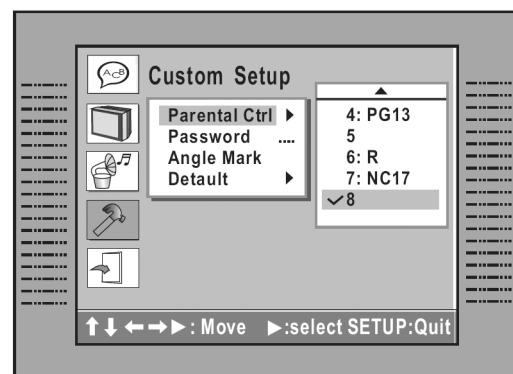 ACB
Custom Setup
Parental Ctrl ▶
Password ....
Angle Mark
Detault ▶
▲
4: PG13
5
6: R
7: NC17
✓8
↑↓←→▶: Move ▶:select SETUP:Quit